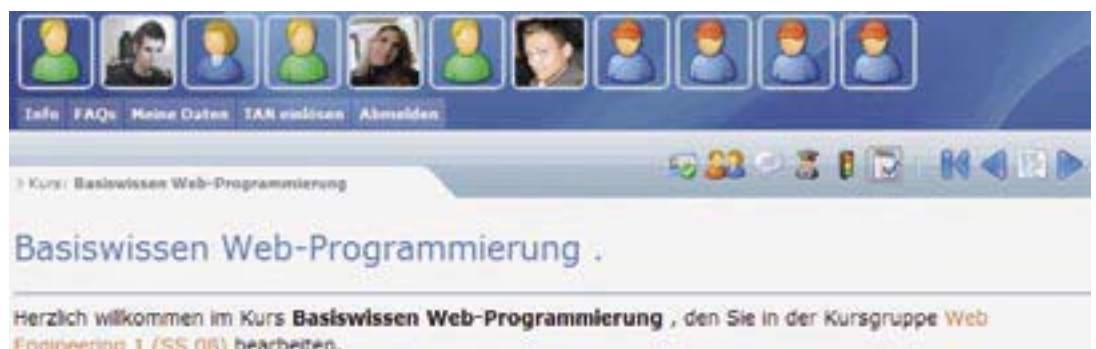 Info FAQs Meine Daten TAN einlösen Abmelden
> Kurs: Basiswissen Web-Programmierung
Basiswissen Web-Programmierung .
Herzlich willkommen im Kurs Basiswissen Web-Programmierung , den Sie in der Kursgruppe Web
Engineering 1 (SS 08) bearbeiten.